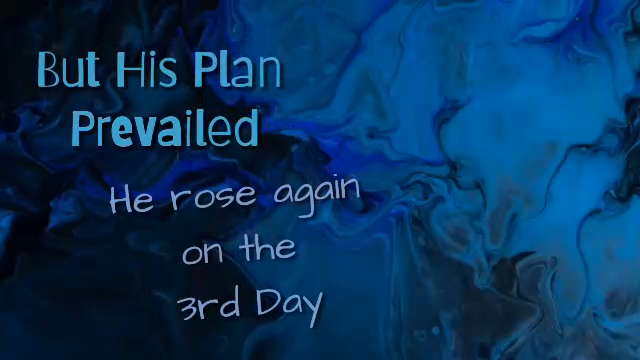 But His Plan
Prevailed
He rose again
on the
3rd Day